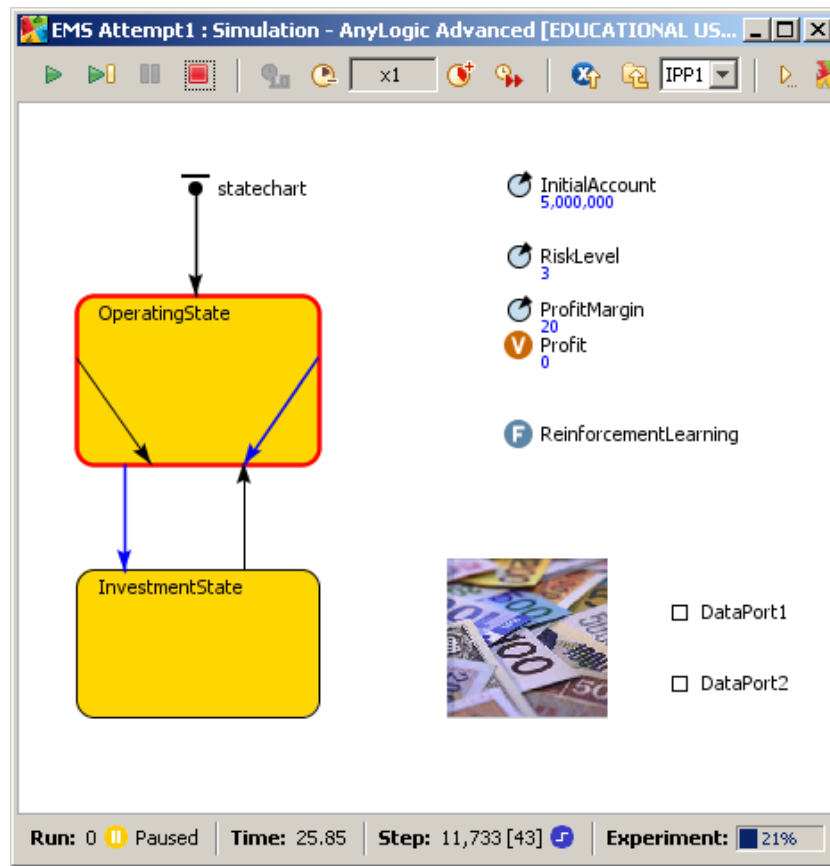 EMS Attempt1 : Simulation - AnyLogic Advanced [EDUCATIONAL US...
x1 IPP1
statechart
InitialAccount
5,000,000
RiskLevel
3
OperatingState
ProfitMargin
20
Profit
0
ReinforcementLearning
InvestmentState
DataPort1
DataPort2
Run: 0 Paused Time: 25.85 Step: 11,733 [43] Experiment: 21%